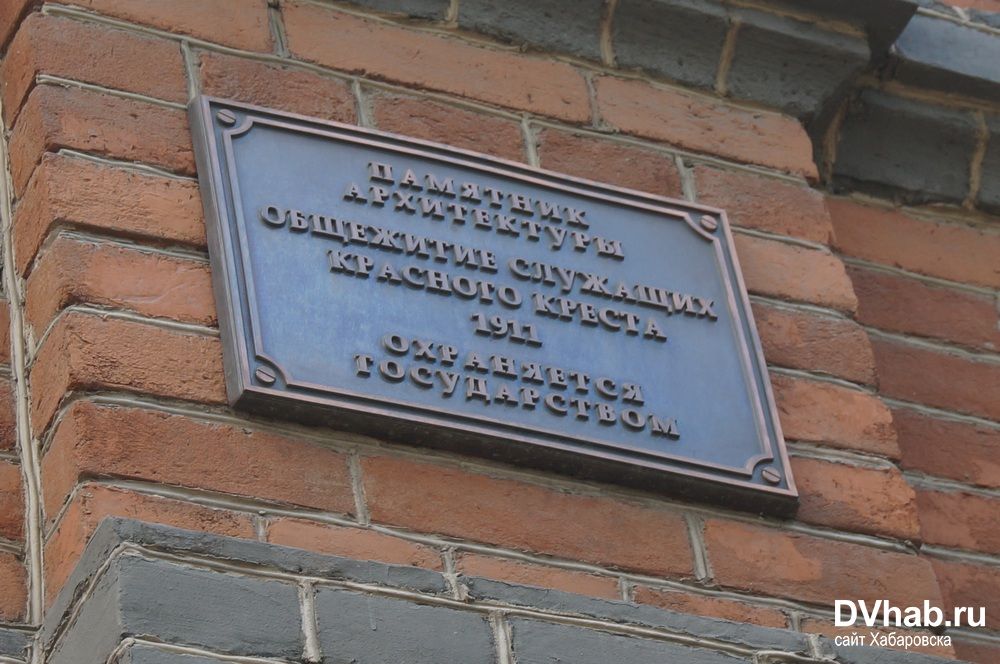 ПАМЯТНИК
АРХИТЕКТУРЫ
ОБЩЕЖИТИЕ СЛУЖАЩИХ
КРАСНОГО КРЕСТА
1911
ОХРАНЯЕТСЯ
ГОСУДАРСТВОМ
DVhab.ru
сайт Хабаровска